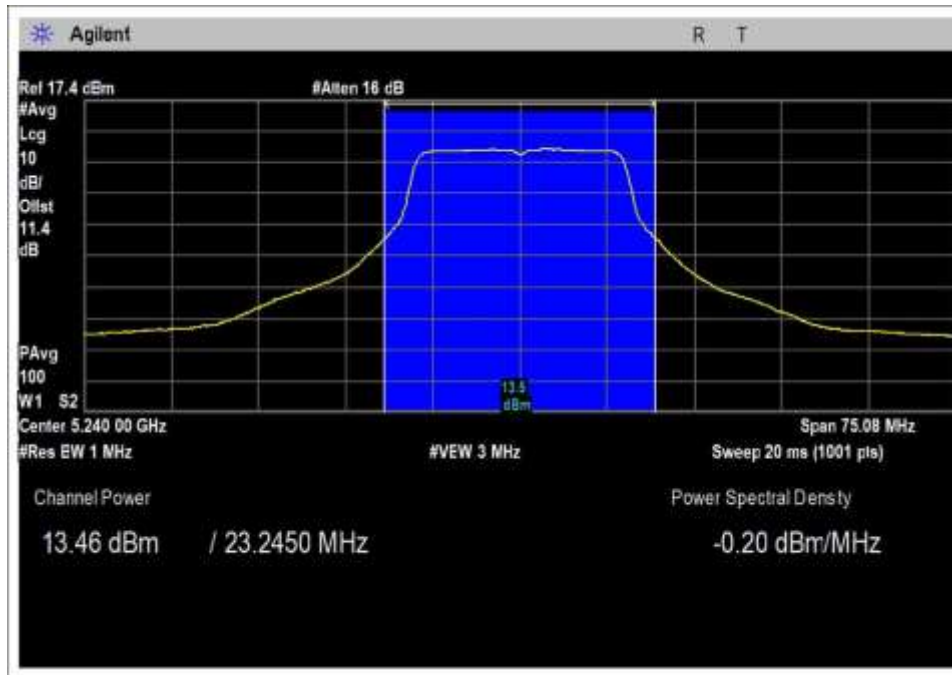 Agilent R T
Ref 17.4 dBm #Atten 16 dB
#Avg
Log
10
dB/
Offst
11.4
dB
PAvg
100
W1 S2
13.5
dBm
Center 5.240 00 GHz Span 75.08 MHz
#Res BW 1 MHz #VBW 3 MHz Sweep 20 ms (1001 pts)
Channel Power Power Spectral Density
13.46 dBm / 23.2450 MHz -0.20 dBm/MHz